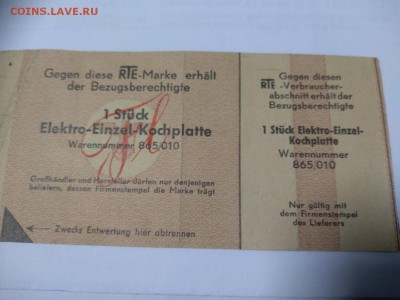 COINS.LAVE.RU
Gegen diese RTE-Marke erhält
der Bezugsberechtigte
1 Stück
Elektro-Einzel-Kochplatte
Warennummer 865,010
Großhändler und Hersteller dürfen nur denjenigen
beliefern, dessen Firmenstempel die Marke trägt
Zwecks Entwertung hier abtrennen
Gegen diesen
RTE-Verbraucher-
abschnitt erhält der
Bezugsberechtigte
1 Stück Elektro-Einzel-
Kochplatte
Warennummer
865,010
Nur gültig mit
dem Firmenstempel
des Lieferers